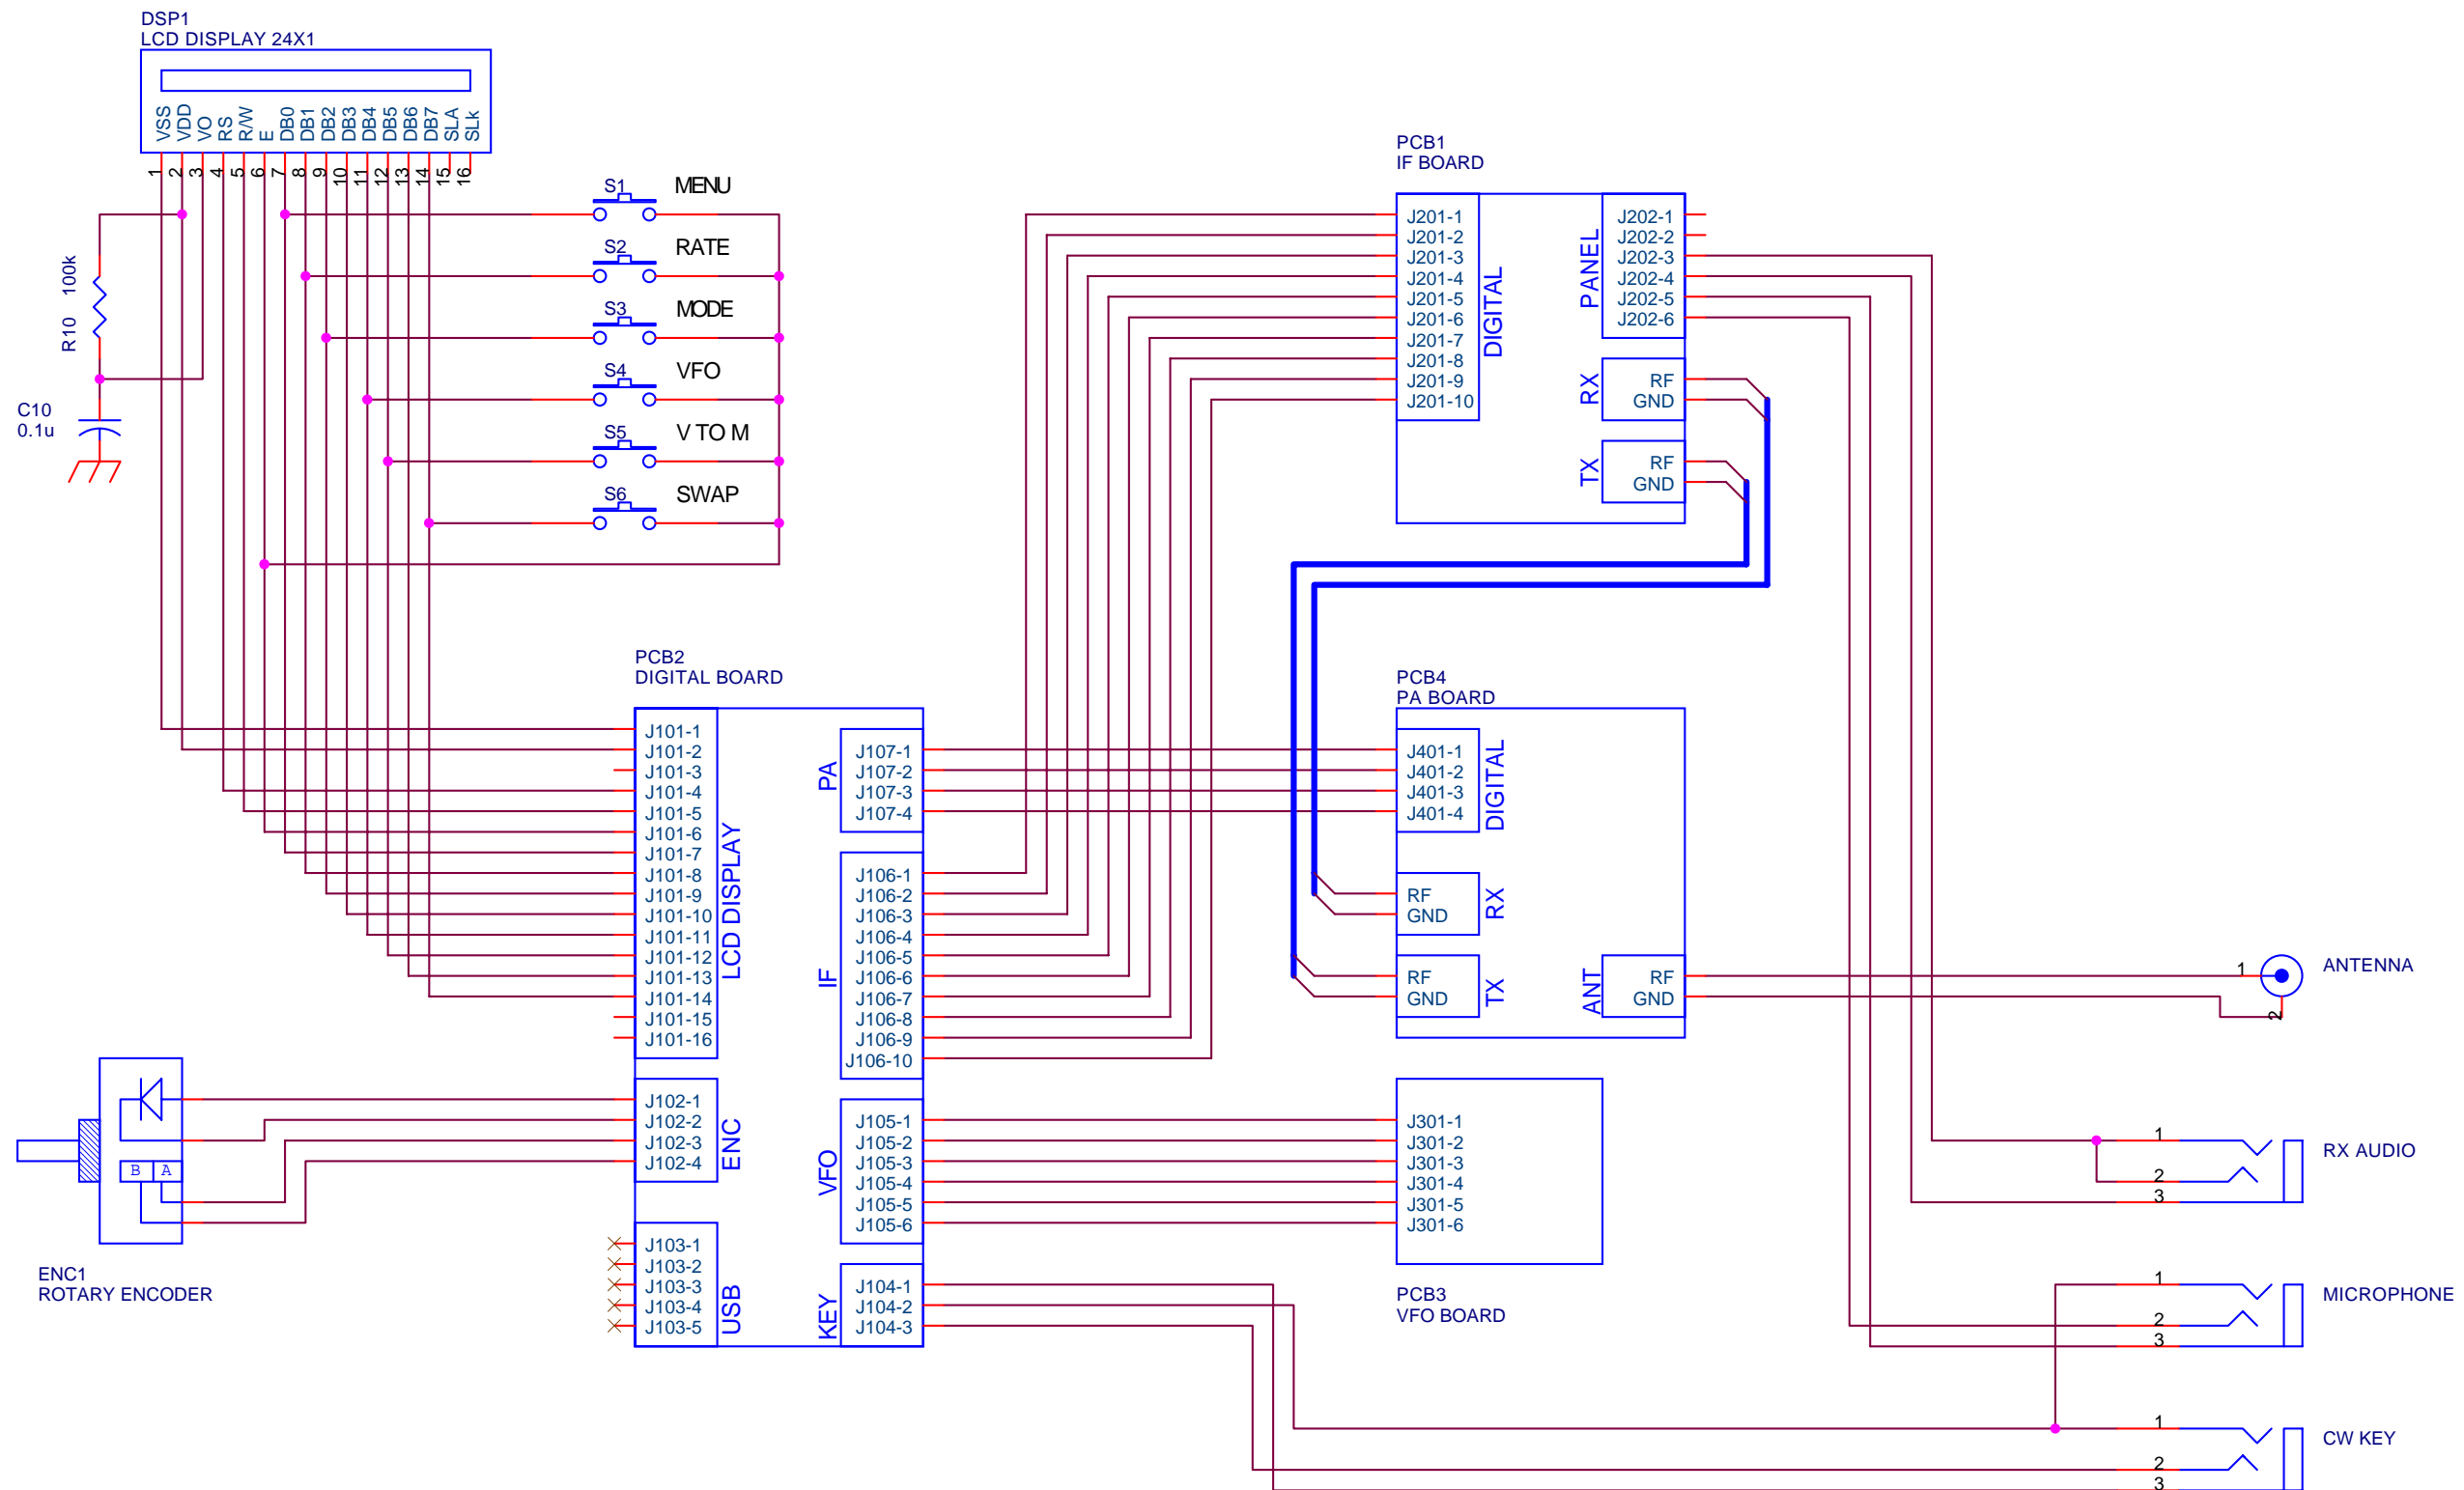 DSP1
LCD DISPLAY 24X1
VSS
VDD
VO
RS
R/W
E
DB0
DB1
DB2
DB3
DB4
DB5
DB6
DB7
SLA
SLk
1
2
3
4
5
6
7
8
9
10
11
12
13
14
15
16
R10 100k
C10
0.1u
S1 MENU
S2 RATE
S3 MODE
S4 VFO
S5 V TO M
S6 SWAP
PCB1
IF BOARD
J201-1
J201-2
J201-3
J201-4
J201-5
J201-6
J201-7
J201-8
J201-9
J201-10
DIGITAL
PANEL
J202-1
J202-2
J202-3
J202-4
J202-5
J202-6
RX
RF
GND
TX
RF
GND
PCB2
DIGITAL BOARD
J101-1
J101-2
J101-3
J101-4
J101-5
J101-6
J101-7
J101-8
J101-9
J101-10
J101-11
J101-12
J101-13
J101-14
J101-15
J101-16
LCD DISPLAY
J102-1
J102-2
J102-3
J102-4
ENC
J103-1
J103-2
J103-3
J103-4
J103-5
USB
PA
J107-1
J107-2
J107-3
J107-4
IF
J106-1
J106-2
J106-3
J106-4
J106-5
J106-6
J106-7
J106-8
J106-9
J106-10
VFO
J105-1
J105-2
J105-3
J105-4
J105-5
J105-6
KEY
J104-1
J104-2
J104-3
PCB4
PA BOARD
J401-1
J401-2
J401-3
J401-4
DIGITAL
RF
GND
RX
RF
GND
TX
ANT
RF
GND
J301-1
J301-2
J301-3
J301-4
J301-5
J301-6
PCB3
VFO BOARD
B A
ENC1
ROTARY ENCODER
1
2
ANTENNA
1
2
3
RX AUDIO
1
2
3
MICROPHONE
1
2
3
CW KEY